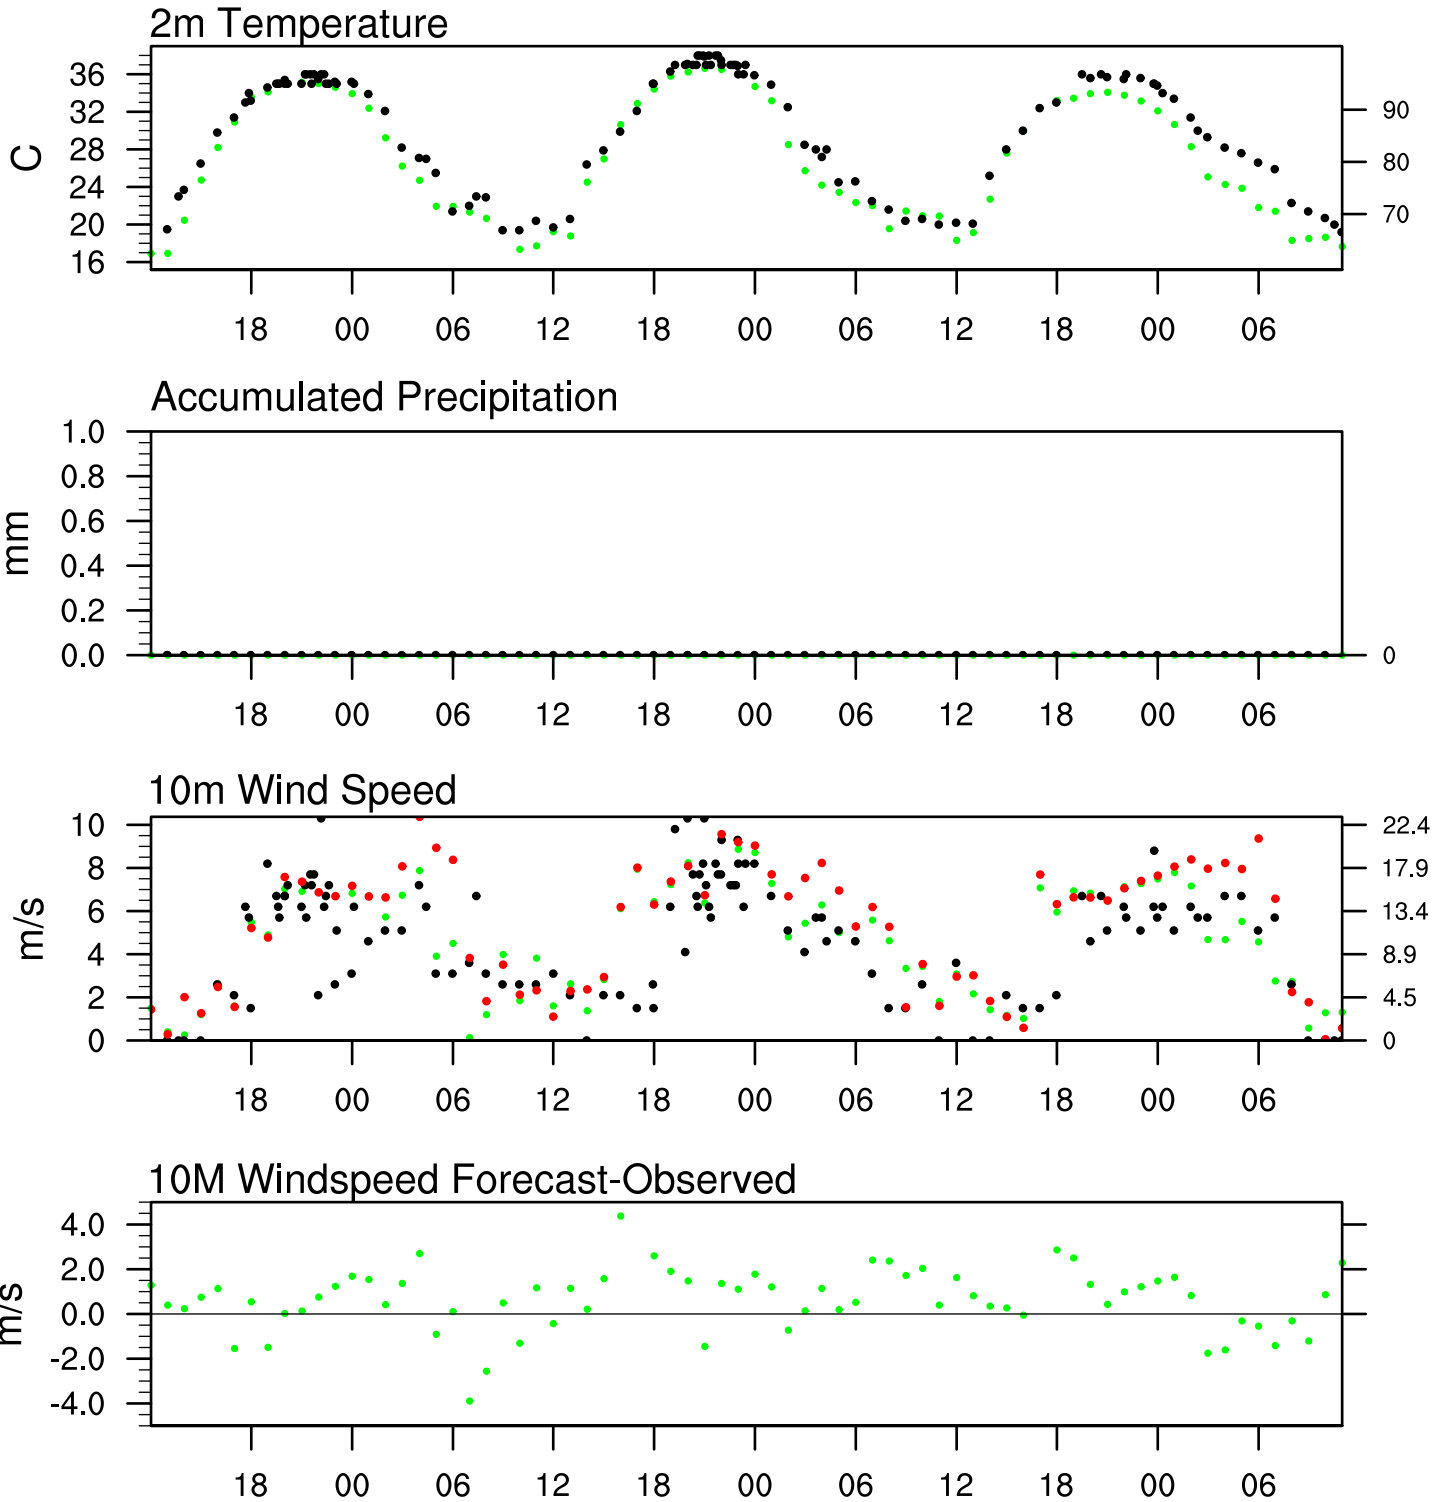 2m Temperature
C
36
32
28
24
20
16
90
80
70
18 00 06 12 18 00 06 12 18 00 06
Accumulated Precipitation
mm
1.0
0.8
0.6
0.4
0.2
0.0
0
18 00 06 12 18 00 06 12 18 00 06
10m Wind Speed
m/s
10
8
6
4
2
0
22.4
17.9
13.4
8.9
4.5
0
18 00 06 12 18 00 06 12 18 00 06
10M Windspeed Forecast-Observed
m/s
4.0
2.0
0.0
-2.0
-4.0
18 00 06 12 18 00 06 12 18 00 06